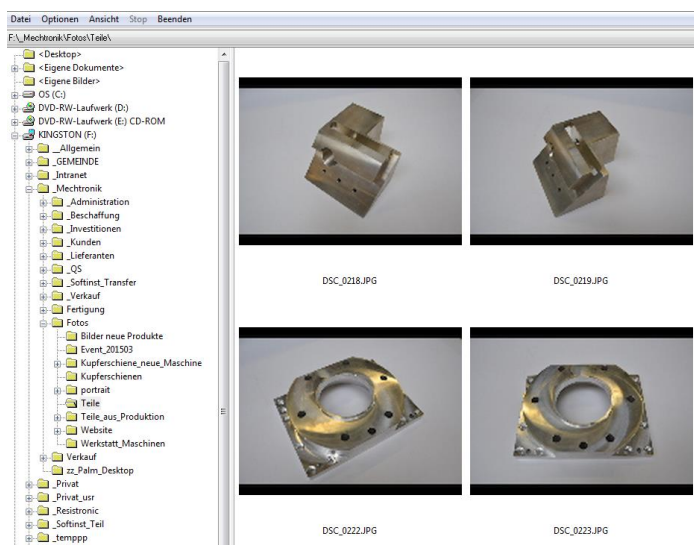 Datei Optionen Ansicht Stop Beenden
F:\_Mechtronik\Fotos\Teile\
<Desktop>
<Eigene Dokumente>
<Eigene Bilder>
OS (C:)
DVD-RW-Laufwerk (D:)
DVD-RW-Laufwerk (E:) CD-ROM
KINGSTON (F:)
__Allgemein
_GEMEINDE
_Intranet
_Mechtronik
_Administration
_Beschaffung
_Investitionen
_Kunden
_Lieferanten
_QS
_Softinst_Transfer
_Verkauf
Fertigung
Fotos
Bilder neue Produkte
Event_201503
Kupferschiene_neue_Maschine
Kupferschienen
portrait
Teile
Teile_aus_Produktion
Website
Werkstatt_Maschinen
Verkauf
zz_Palm_Desktop
_Privat
_Privat_usr
_Resistronic
_Softinst_Teil
_temppp
DSC_0218.JPG
DSC_0219.JPG
DSC_0222.JPG
DSC_0223.JPG